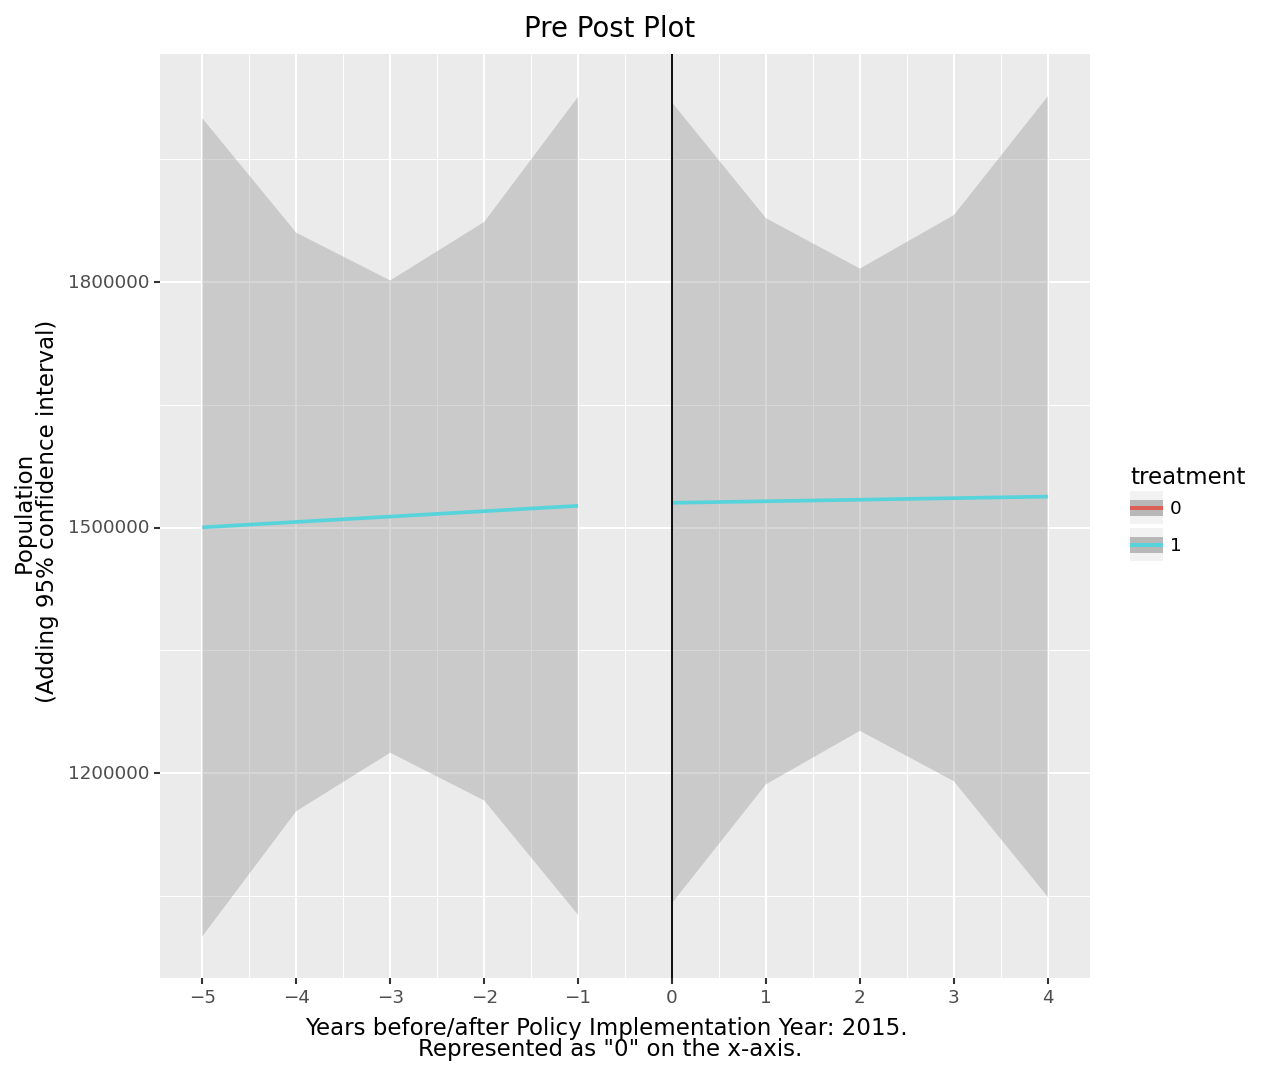 Pre Post Plot
Population
(Adding 95% confidence interval)
1800000
1500000
1200000
−5 −4 −3 −2 −1 0 1 2 3 4
Years before/after Policy Implementation Year: 2015.
Represented as "0" on the x-axis.
treatment
0
1